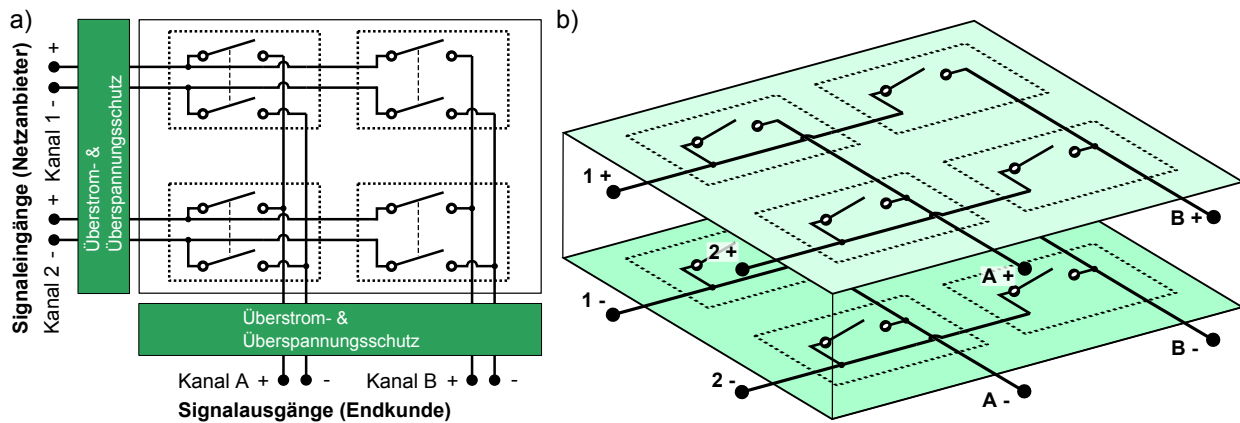 a)
Signaleingänge (Netzanbieter)
Kanal 2 - + Kanal 1 - +
Überstrom- &
Überspannungsschutz
Überstrom- &
Überspannungsschutz
Kanal A + - Kanal B + -
Signalausgänge (Endkunde)
b)
1 +
2 +
1 -
A +
B +
2 -
A -
B -